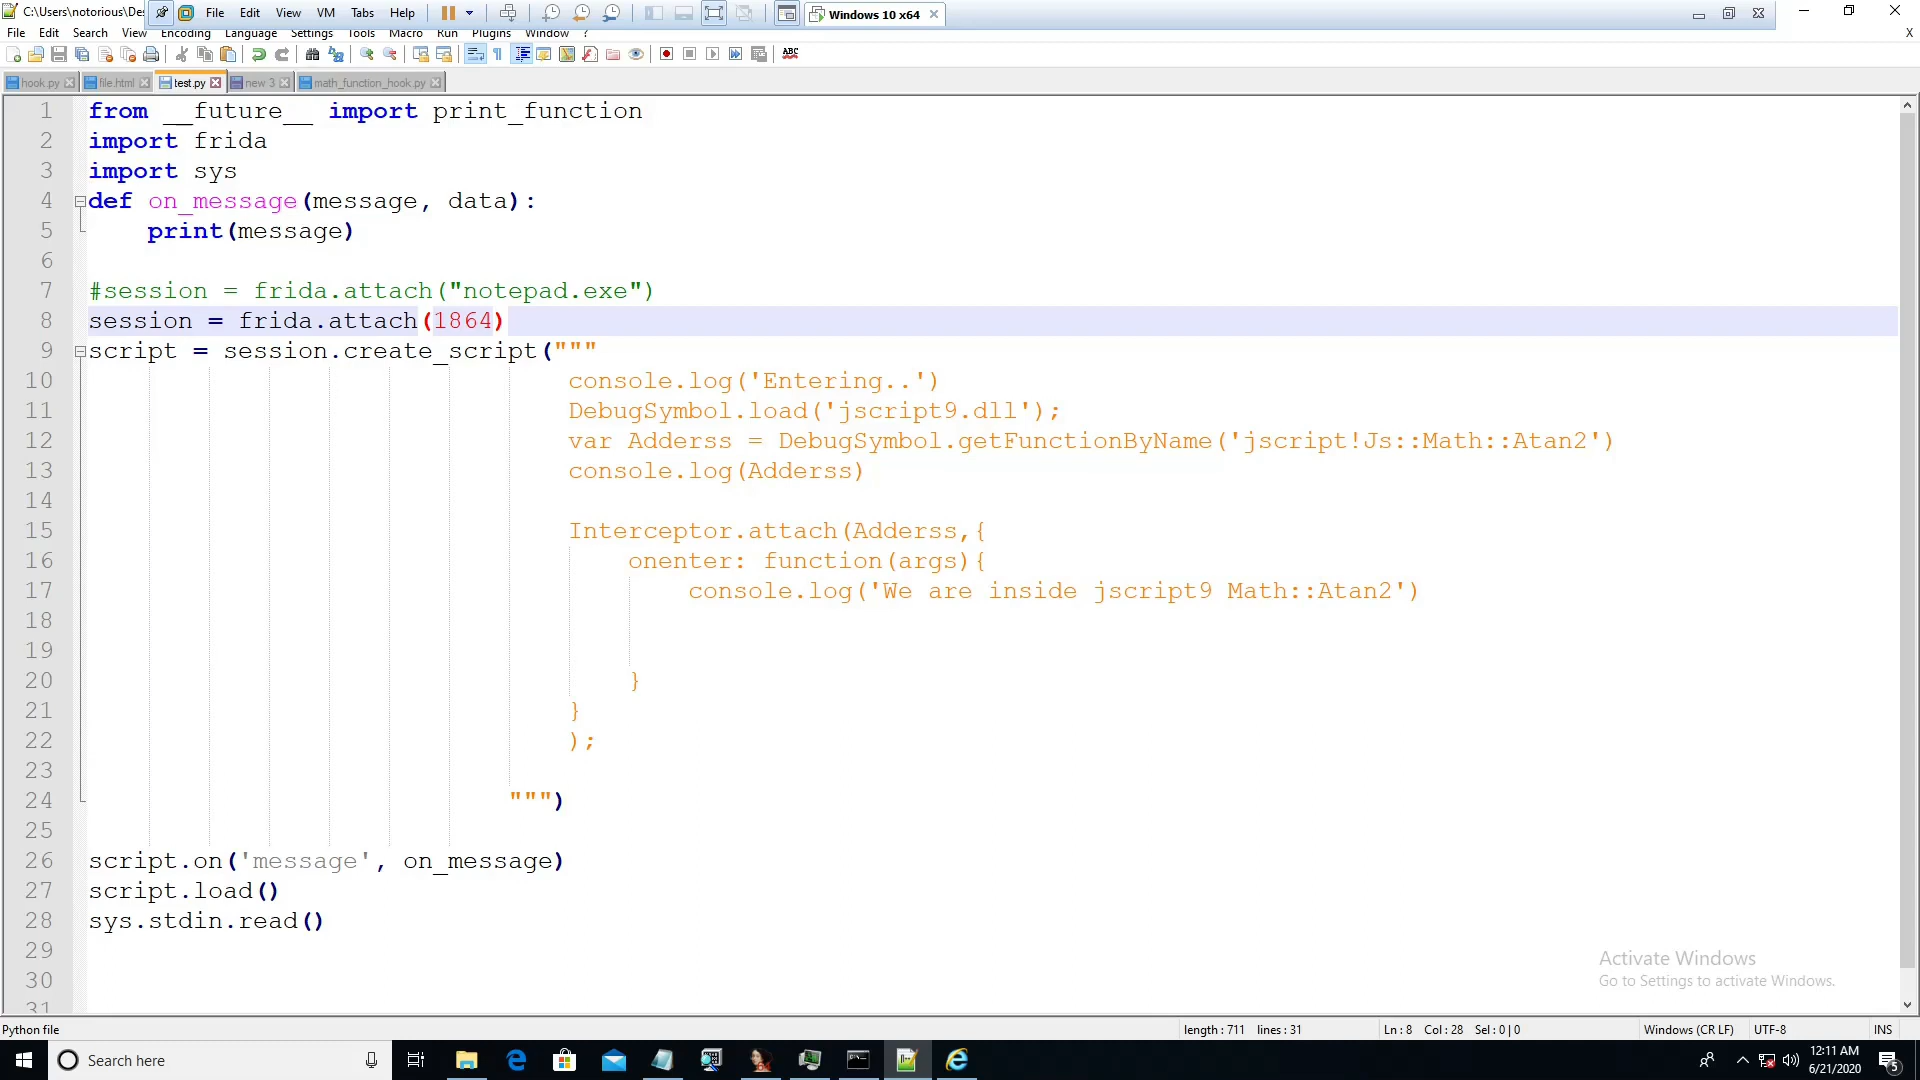 C:\Users\notorious\Des
File Edit View VM Tabs Help
Windows 10 x64
File Edit Search View Encoding Language Settings Tools Macro Run Plugins Window ?
X
ABC
hook.py file.html test.py new 3 math_function_hook.py
1 from __future__ import print_function
2 import frida
3 import sys
4 def on_message(message, data):
5 print(message)
6
7 #session = frida.attach("notepad.exe")
8 session = frida.attach(1864)
9 script = session.create_script("""
10 console.log('Entering..')
11 DebugSymbol.load('jscript9.dll');
12 var Adderss = DebugSymbol.getFunctionByName('jscript!Js::Math::Atan2')
13 console.log(Adderss)
14
15 Interceptor.attach(Adderss,{
16 onenter: function(args){
17 console.log('We are inside jscript9 Math::Atan2')
18
19
20 }
21 }
22 );
23
24 """)
25
26 script.on('message', on_message)
27 script.load()
28 sys.stdin.read()
29
30
31
Activate Windows
Go to Settings to activate Windows.
Python file length : 711 lines : 31 Ln : 8 Col : 28 Sel : 0 | 0 Windows (CR LF) UTF-8 INS
Search here
12:11 AM
6/21/2020
5